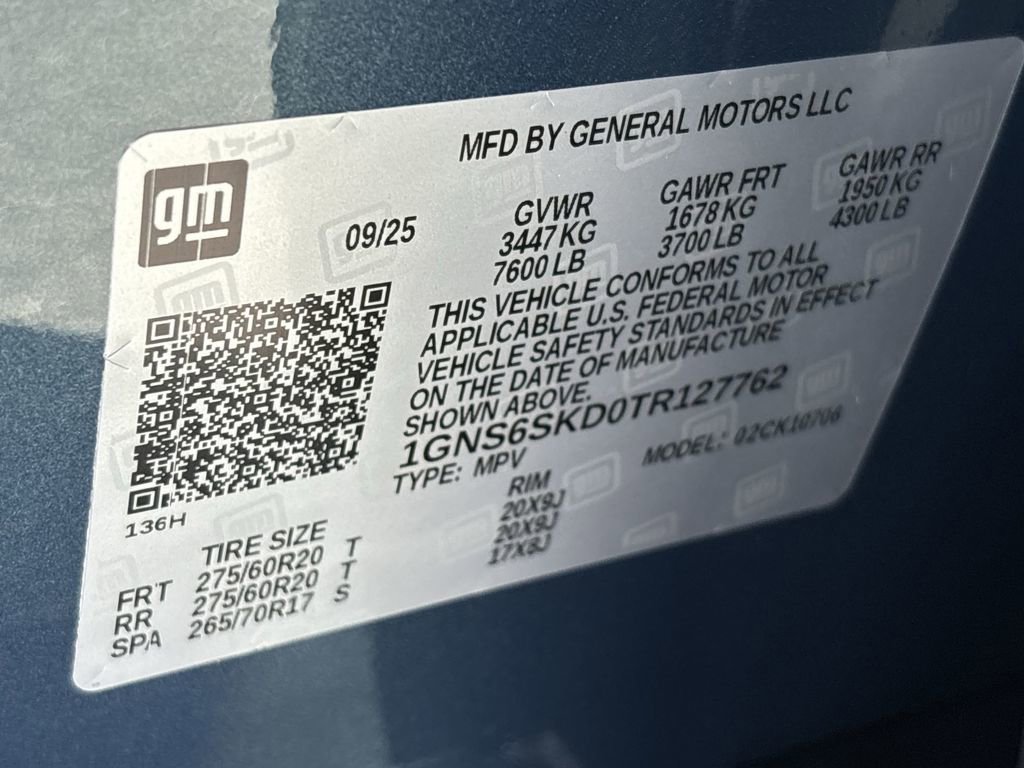 gm
MFD BY GENERAL MOTORS LLC
09/25
GVWR GAWR FRT GAWR RR
3447 KG 1678 KG 1950 KG
7600 LB 3700 LB 4300 LB
THIS VEHICLE CONFORMS TO ALL
APPLICABLE U.S. FEDERAL MOTOR
VEHICLE SAFETY STANDARDS IN EFFECT
ON THE DATE OF MANUFACTURE
SHOWN ABOVE.
1GNS6SKD0TR127762
TYPE: MPV MODEL: 02CK10706
136H
TIRE SIZE RIM
FRT 275/60R20 T 20X9J
RR 275/60R20 T 20X9J
SPA 265/70R17 S 17X8J